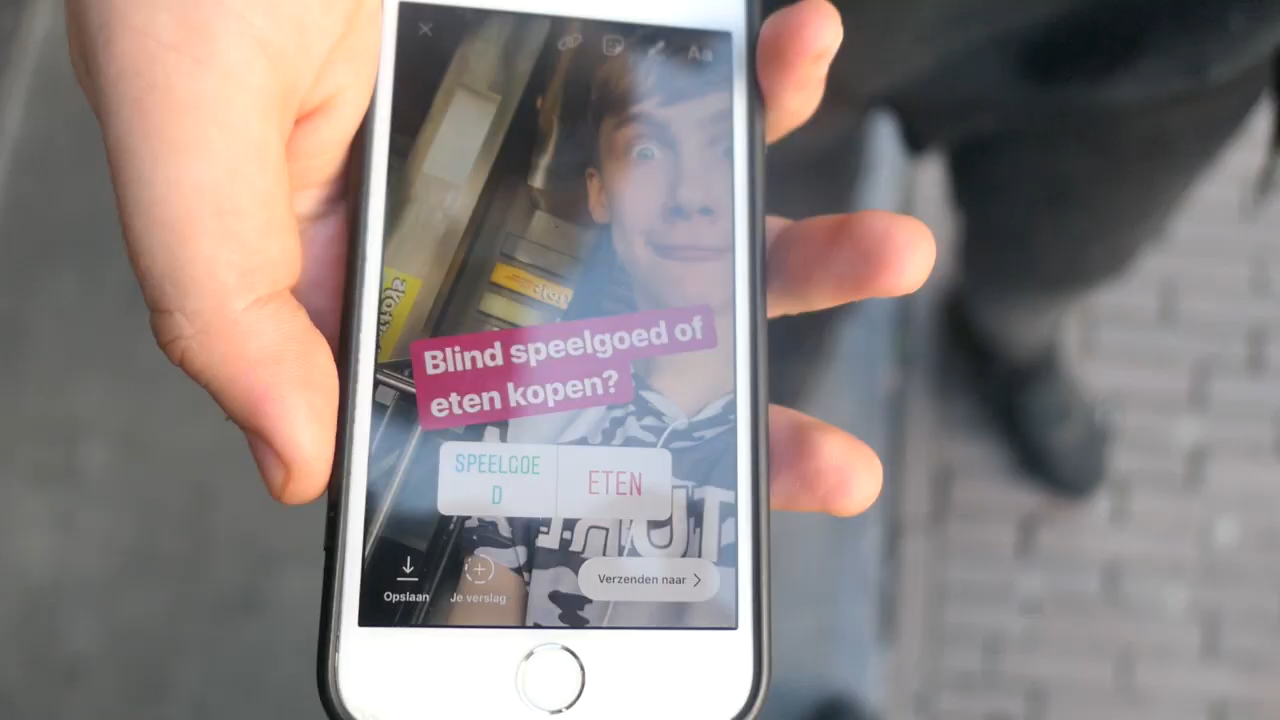 Aa
Blind speelgoed of
eten kopen?
SPEELGOE
D
ETEN
Opslaan
Je verslag
Verzenden naar